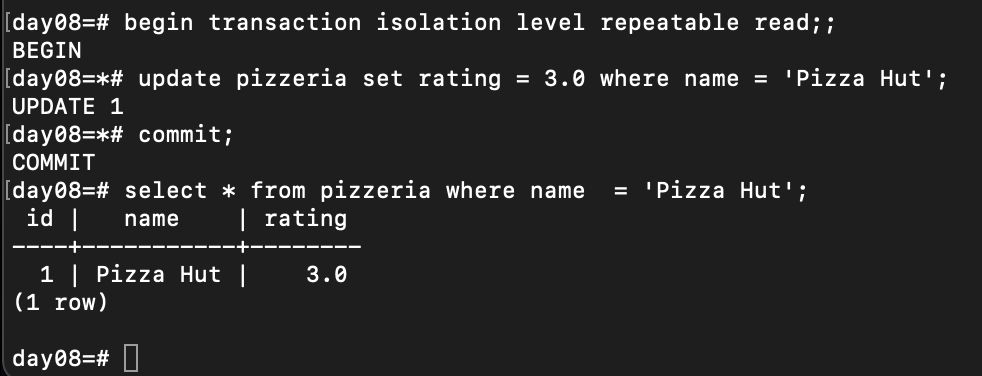 [day08=# begin transaction isolation level repeatable read;;
BEGIN
[day08=*# update pizzeria set rating = 3.0 where name = 'Pizza Hut';
UPDATE 1
[day08=*# commit;
COMMIT
[day08=# select * from pizzeria where name  = 'Pizza Hut';
 id |   name    | rating
----+-----------+--------
  1 | Pizza Hut |    3.0
(1 row)

day08=#